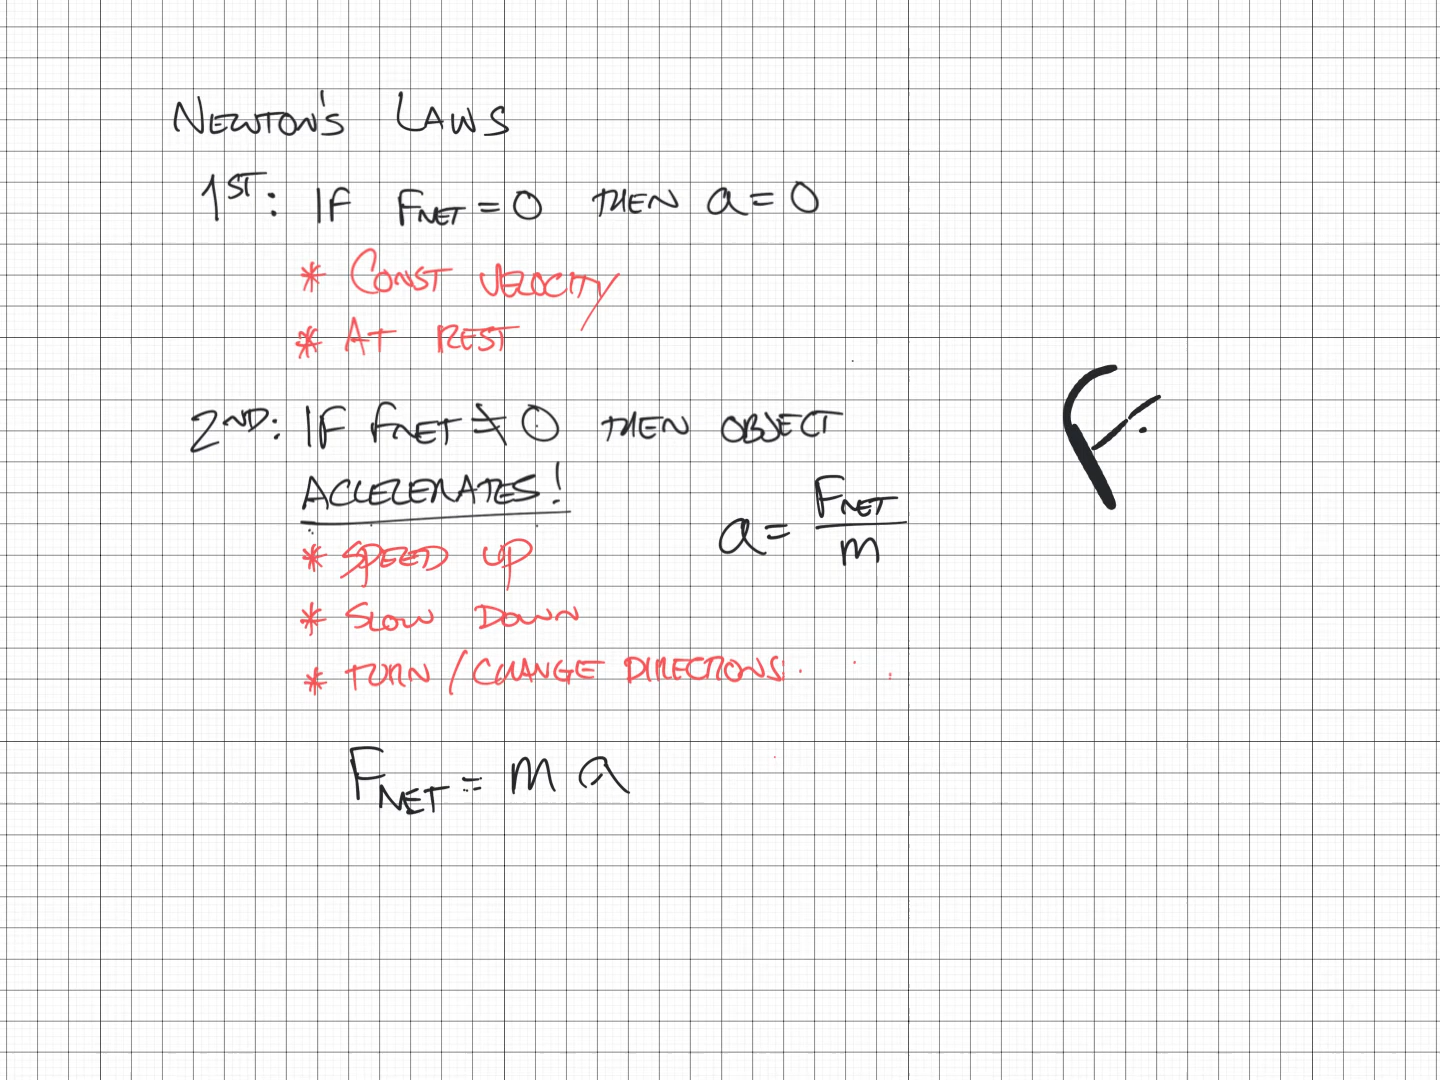 NEWTON'S LAWS
1ST: IF FNET = 0 THEN a = 0
* CONST VELOCITY
* AT REST
2ND: IF FNET ≠ 0 THEN OBJECT
ACCELERATES!
a = FNET / m
* SPEED UP
* SLOW DOWN
* TURN / CHANGE DIRECTIONS
FNET = m a
F